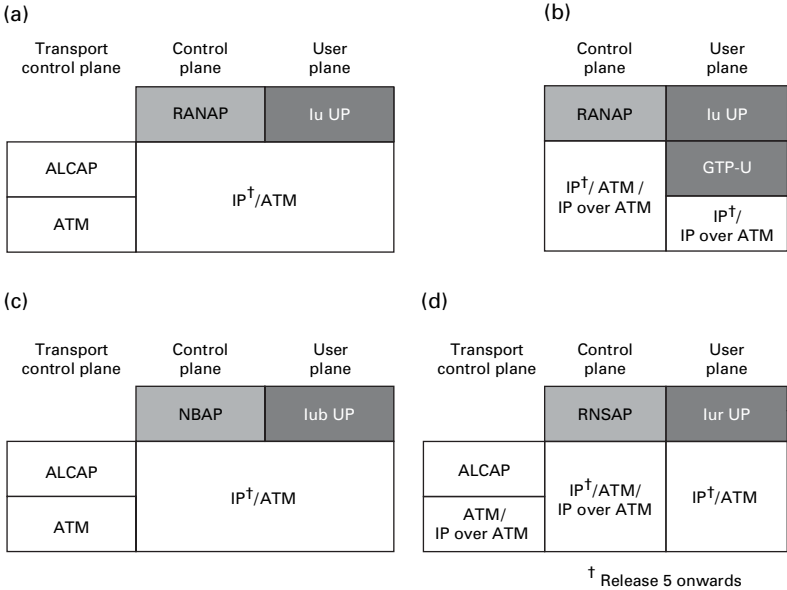 (a)
Transport control plane
Control plane
User plane
RANAP
Iu UP
ALCAP
ATM
IP†/ATM
(b)
Control plane
User plane
RANAP
Iu UP
IP†/ ATM /
IP over ATM
GTP-U
IP†/
IP over ATM
(c)
Transport control plane
Control plane
User plane
NBAP
Iub UP
ALCAP
ATM
IP†/ATM
(d)
Transport control plane
Control plane
User plane
RNSAP
Iur UP
ALCAP
ATM/
IP over ATM
IP†/ATM/
IP over ATM
IP†/ATM
† Release 5 onwards